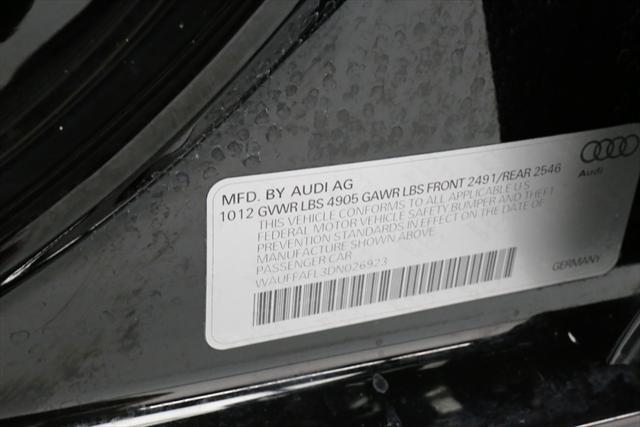 MFD. BY AUDI AG
1012 GVWR LBS 4905 GAWR LBS FRONT 2491/REAR 2546
THIS VEHICLE CONFORMS TO ALL APPLICABLE U.S
FEDERAL MOTOR VEHICLE SAFETY BUMPER AND THEFT
PREVENTION STANDARDS IN EFFECT ON THE DATE OF
MANUFACTURE SHOWN ABOVE
PASSENGER CAR
WAUFFAFL3DN026923
GERMANY
Audi